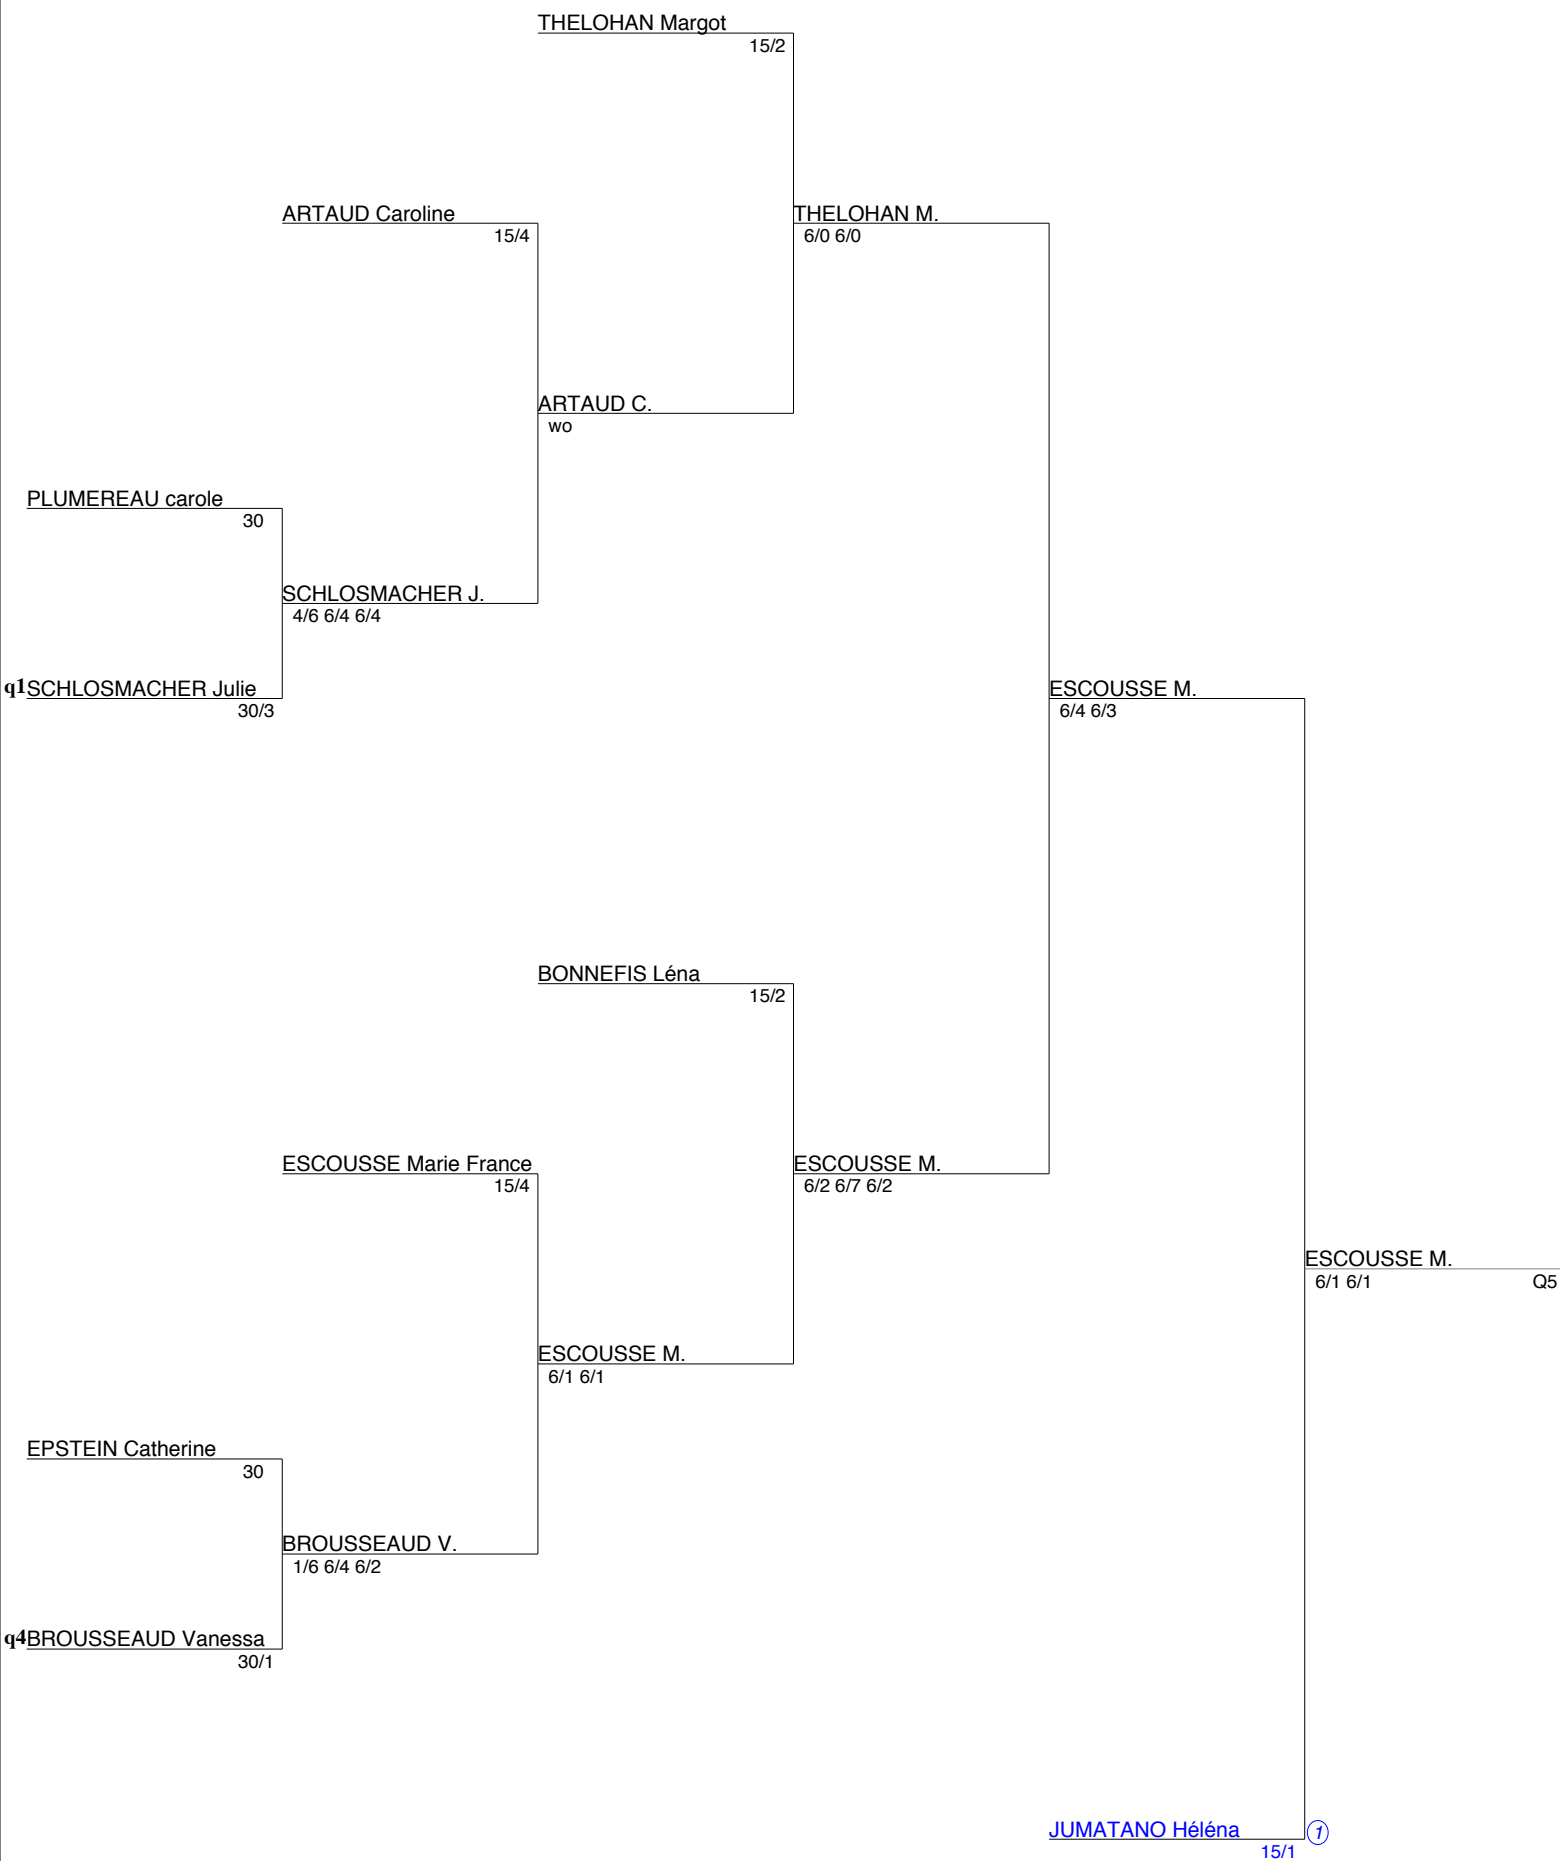 THELOHAN Margot
15/2
ARTAUD Caroline
15/4
THELOHAN M.
6/0 6/0
ARTAUD C.
wo
PLUMEREAU carole
30
SCHLOSMACHER J.
4/6 6/4 6/4
q1 SCHLOSMACHER Julie
30/3
ESCOUSSE M.
6/4 6/3
BONNEFIS Léna
15/2
ESCOUSSE Marie France
15/4
ESCOUSSE M.
6/2 6/7 6/2
ESCOUSSE M.
6/1 6/1 Q5
ESCOUSSE M.
6/1 6/1
EPSTEIN Catherine
30
BROUSSEAUD V.
1/6 6/4 6/2
q4 BROUSSEAUD Vanessa
30/1
JUMATANO Héléna 1
15/1